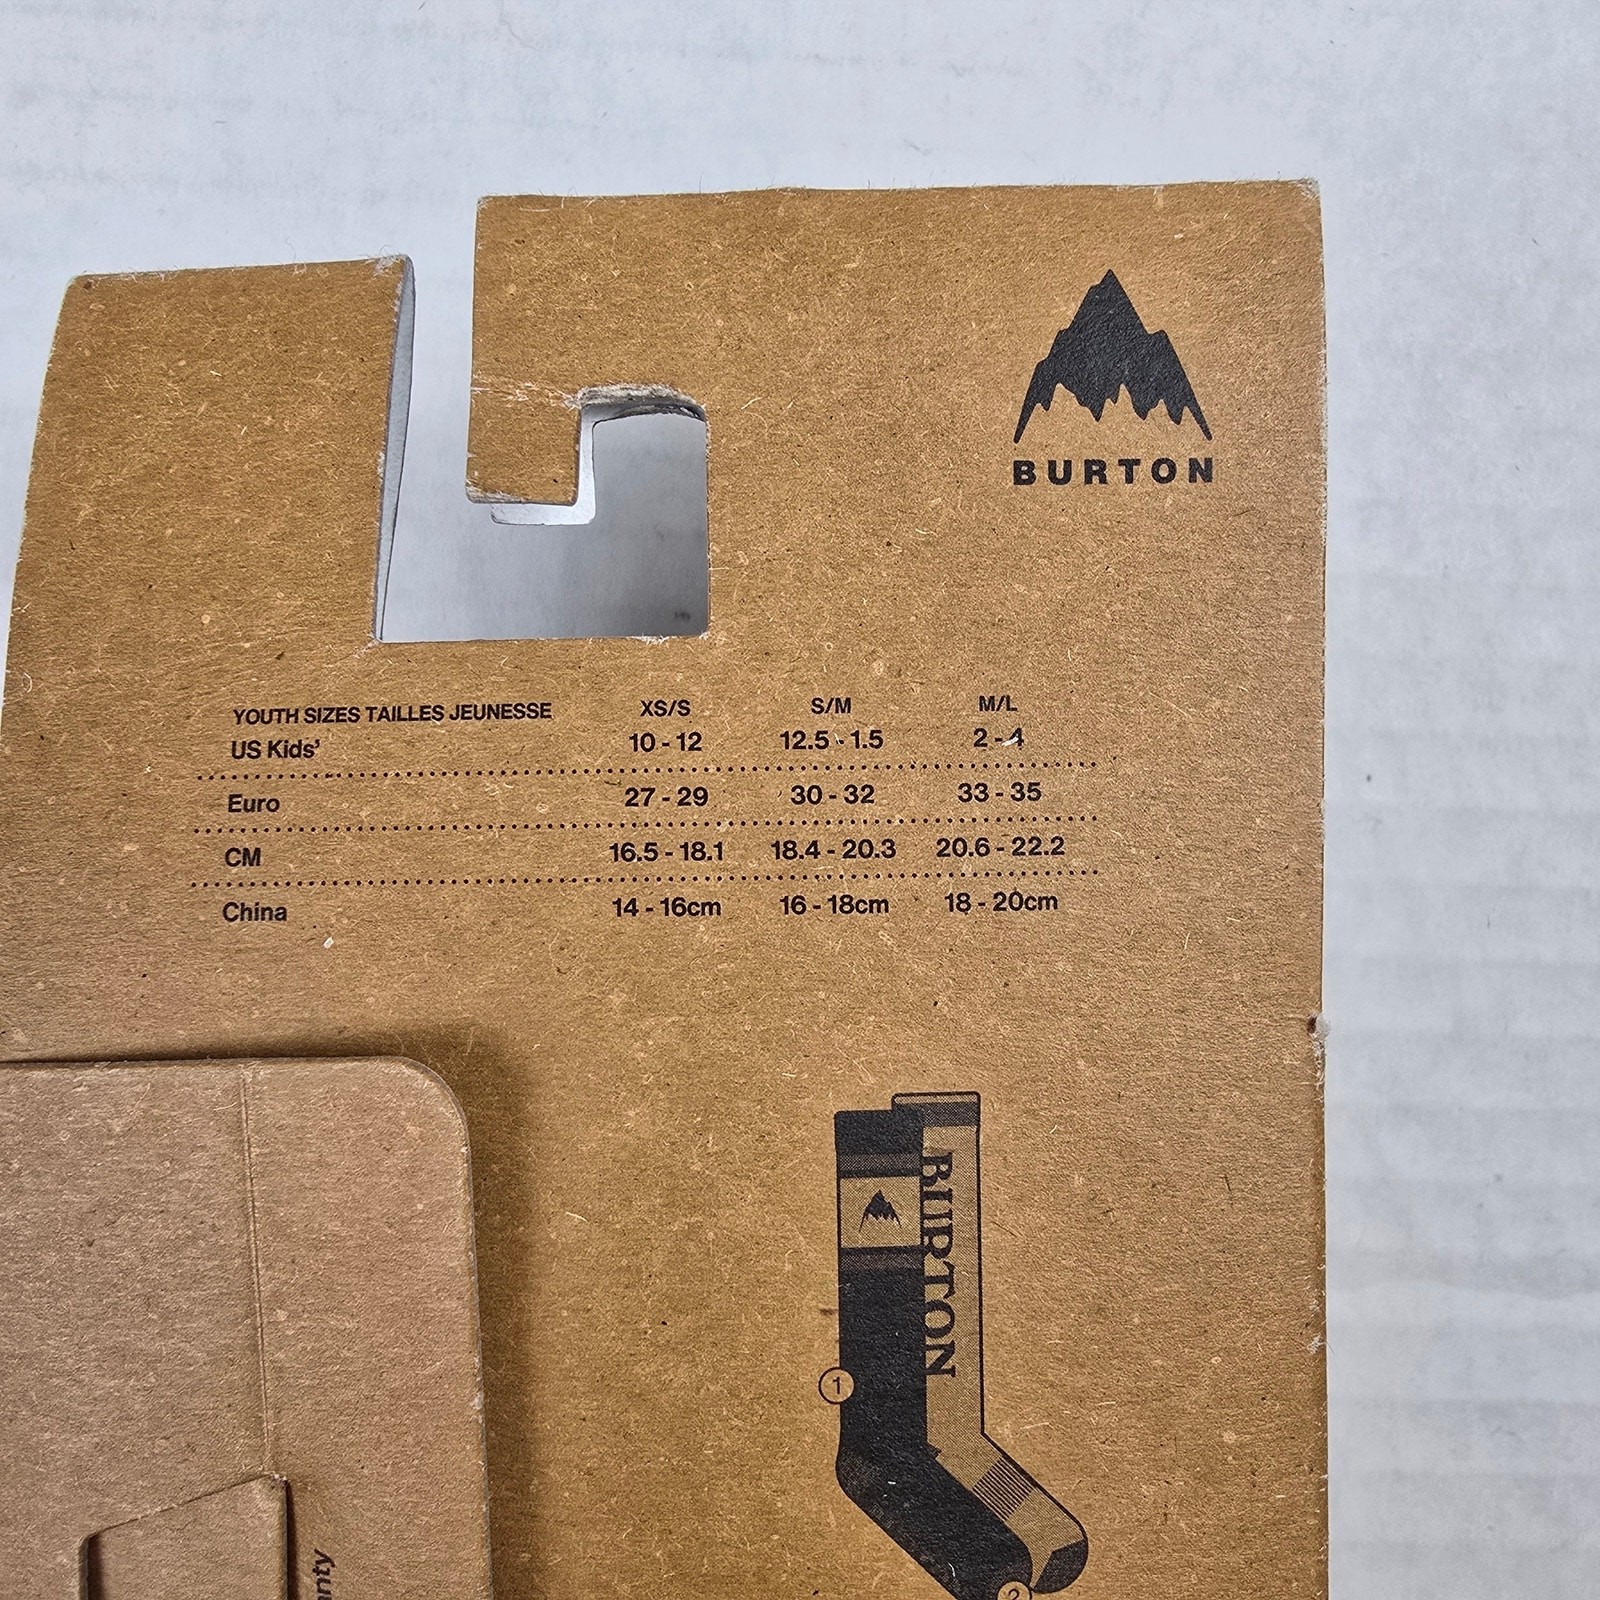 BURTON
YOUTH SIZES TAILLES JEUNESSE XS/S S/M M/L
US Kids' 10 - 12 12.5 - 1.5 2 - 4
Euro 27 - 29 30 - 32 33 - 35
CM 16.5 - 18.1 18.4 - 20.3 20.6 - 22.2
China 14 - 16cm 16 - 18cm 18 - 20cm
BURTON
1
2